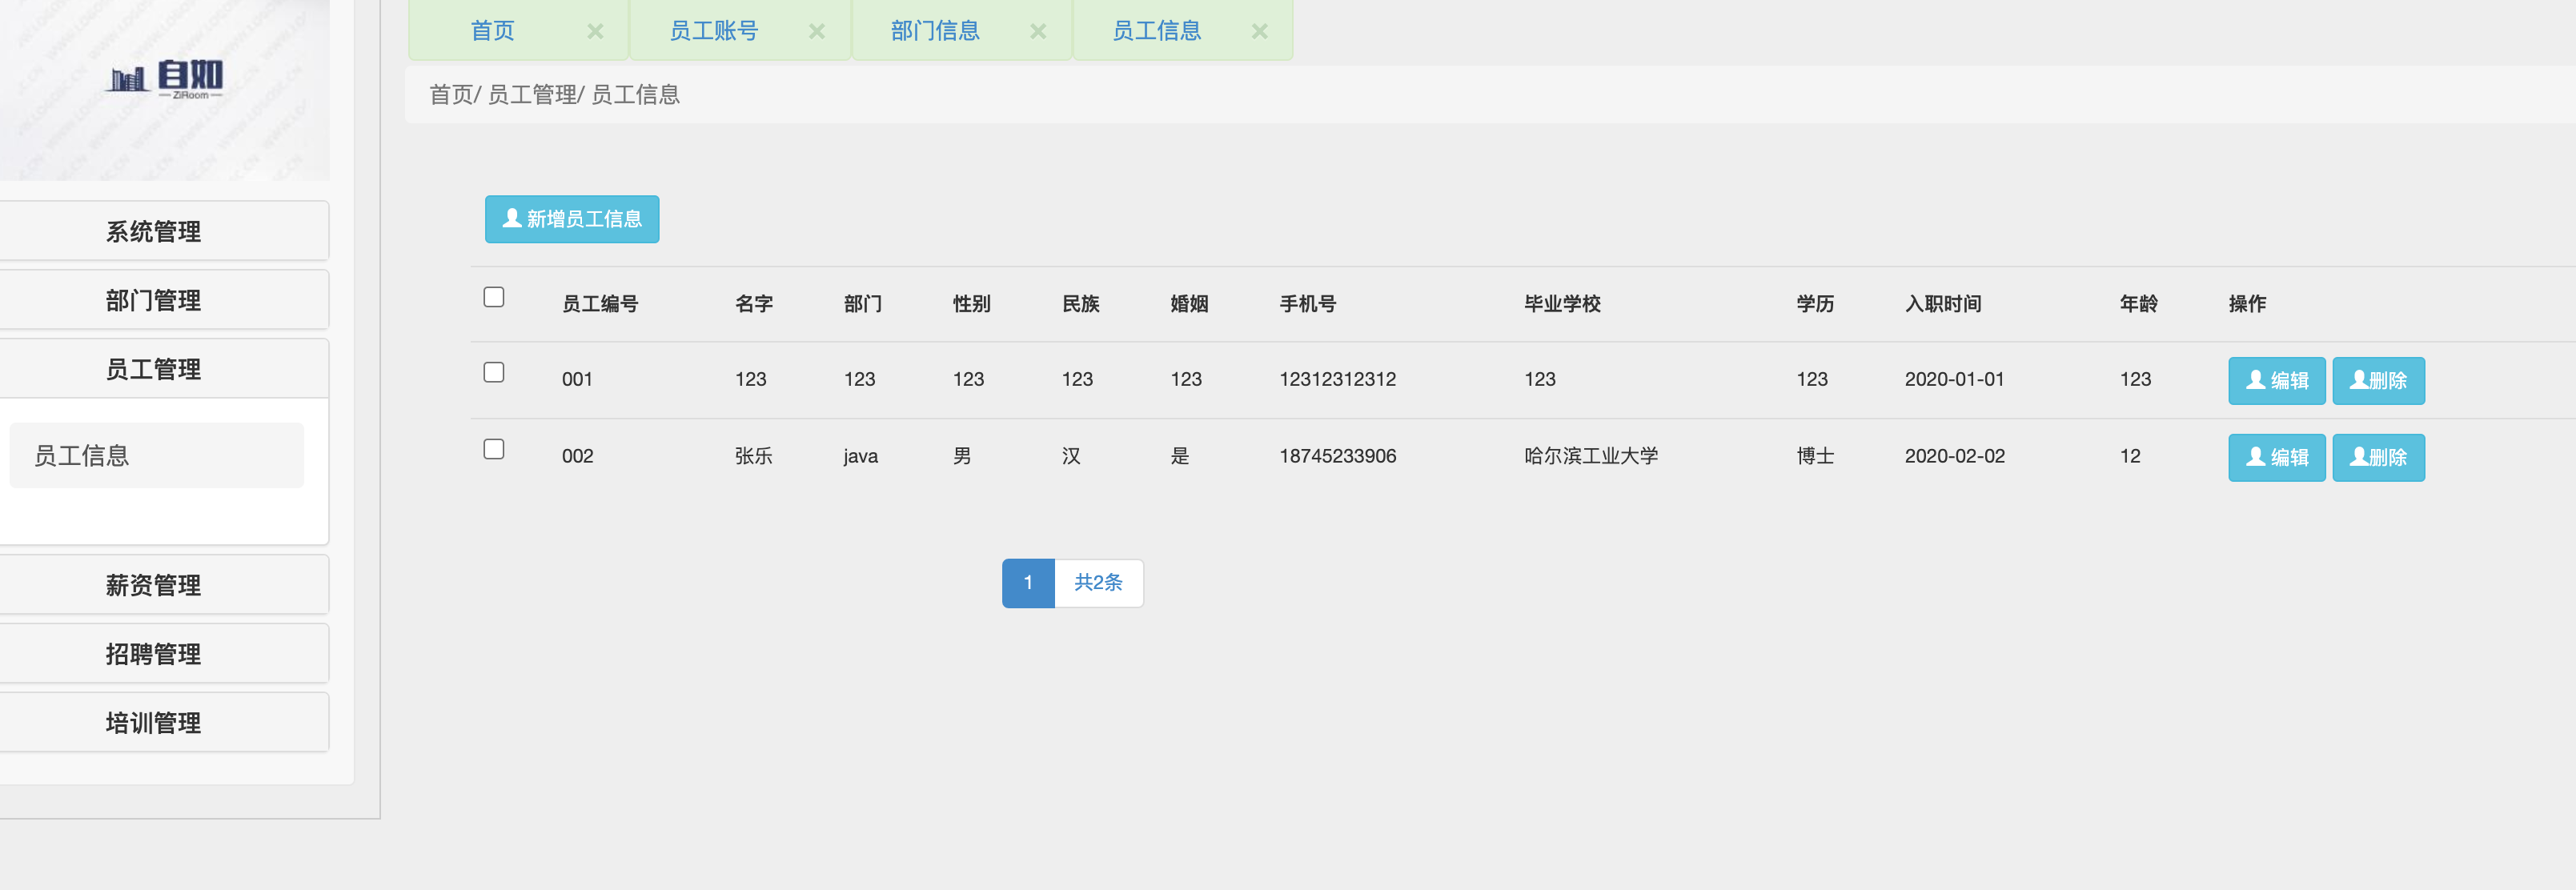 首页 × 员工账号 × 部门信息 × 员工信息 ×
自如
ZiRoom
首页/ 员工管理/ 员工信息
系统管理
部门管理
员工管理
员工信息
薪资管理
招聘管理
培训管理
新增员工信息
员工编号 名字 部门 性别 民族 婚姻 手机号 毕业学校 学历 入职时间 年龄 操作
001 123 123 123 123 123 12312312312 123 123 2020-01-01 123 编辑 删除
002 张乐 java 男 汉 是 18745233906 哈尔滨工业大学 博士 2020-02-02 12 编辑 删除
1 共2条